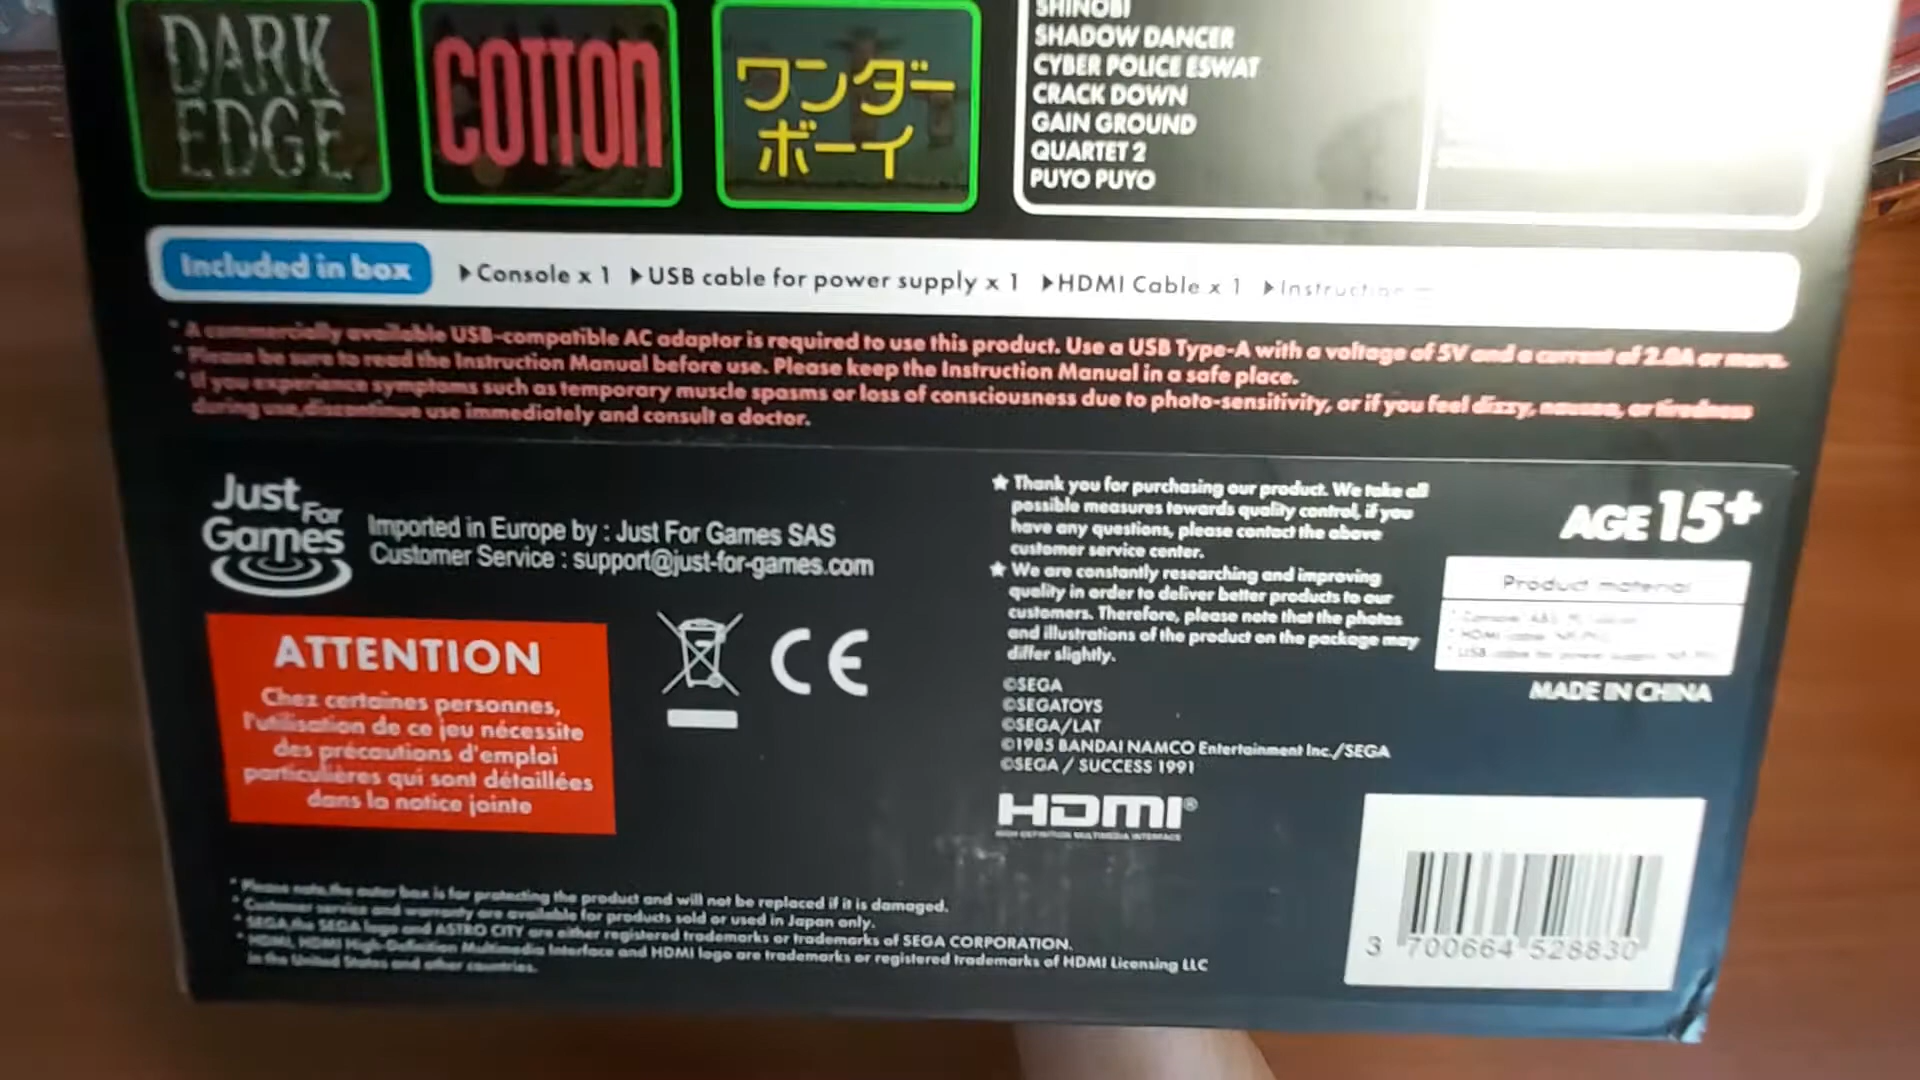 DARK
EDGE
COTTON
ワンダー
ボーイ
SHINOBI
SHADOW DANCER
CYBER POLICE ESWAT
CRACK DOWN
GAIN GROUND
QUARTET 2
PUYO PUYO
Included in box
▶Console x 1 ▶USB cable for power supply x 1 ▶HDMI Cable x 1 ▶Instruction
* A commercially available USB-compatible AC adaptor is required to use this product. Use a USB Type-A with a voltage of 5V and a current of 2.0A or more.
* Please be sure to read the Instruction Manual before use. Please keep the Instruction Manual in a safe place.
* If you experience symptoms such as temporary muscle spasms or loss of consciousness due to photo-sensitivity, or if you feel dizzy, nausea, or tiredness
during use, discontinue use immediately and consult a doctor.
Just For
Games
Imported in Europe by : Just For Games SAS
Customer Service : support@just-for-games.com
ATTENTION
Chez certaines personnes,
l'utilisation de ce jeu nécessite
des précautions d'emploi
particulières qui sont détaillées
dans la notice jointe
CE
★ Thank you for purchasing our product. We take all
possible measures towards quality control, if you
have any questions, please contact the above
customer service center.
★ We are constantly researching and improving
quality in order to deliver better products to our
customers. Therefore, please note that the photos
and illustrations of the product on the package may
differ slightly.
©SEGA
©SEGATOYS
©SEGA/LAT
©1985 BANDAI NAMCO Entertainment Inc./SEGA
©SEGA / SUCCESS 1991
HDMI®
HIGH-DEFINITION MULTIMEDIA INTERFACE
AGE 15+
Product material
* HDMI cable
* USB cable for power supply
MADE IN CHINA
3 700664 528830
* Please note, the outer box is for protecting the product and will not be replaced if it is damaged.
* Customer service and warranty are available for products sold or used in Japan only.
* SEGA, the SEGA logo and ASTRO CITY are either registered trademarks or trademarks of SEGA CORPORATION.
* HDMI, HDMI High-Definition Multimedia Interface and HDMI logo are trademarks or registered trademarks of HDMI Licensing LLC
in the United States and other countries.